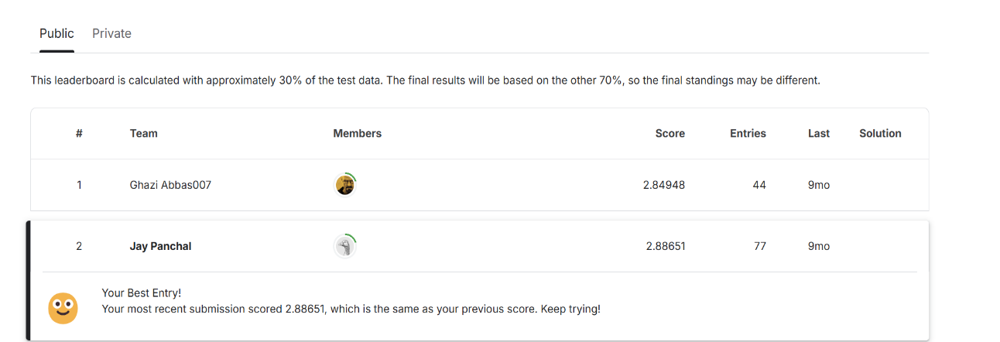 Public Private
This leaderboard is calculated with approximately 30% of the test data. The final results will be based on the other 70%, so the final standings may be different.
# Team Members Score Entries Last Solution
1 Ghazi Abbas007 2.84948 44 9mo
2 Jay Panchal 2.88651 77 9mo
Your Best Entry!
Your most recent submission scored 2.88651, which is the same as your previous score. Keep trying!